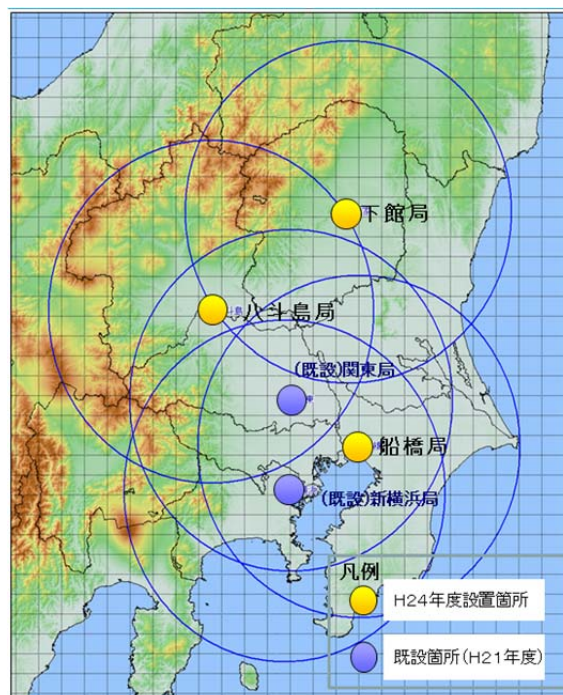 下館局
八斗島局
(既設)関東局
船橋局
(既設)新横浜局
凡例
H24年度設置箇所
既設箇所(H21年度)